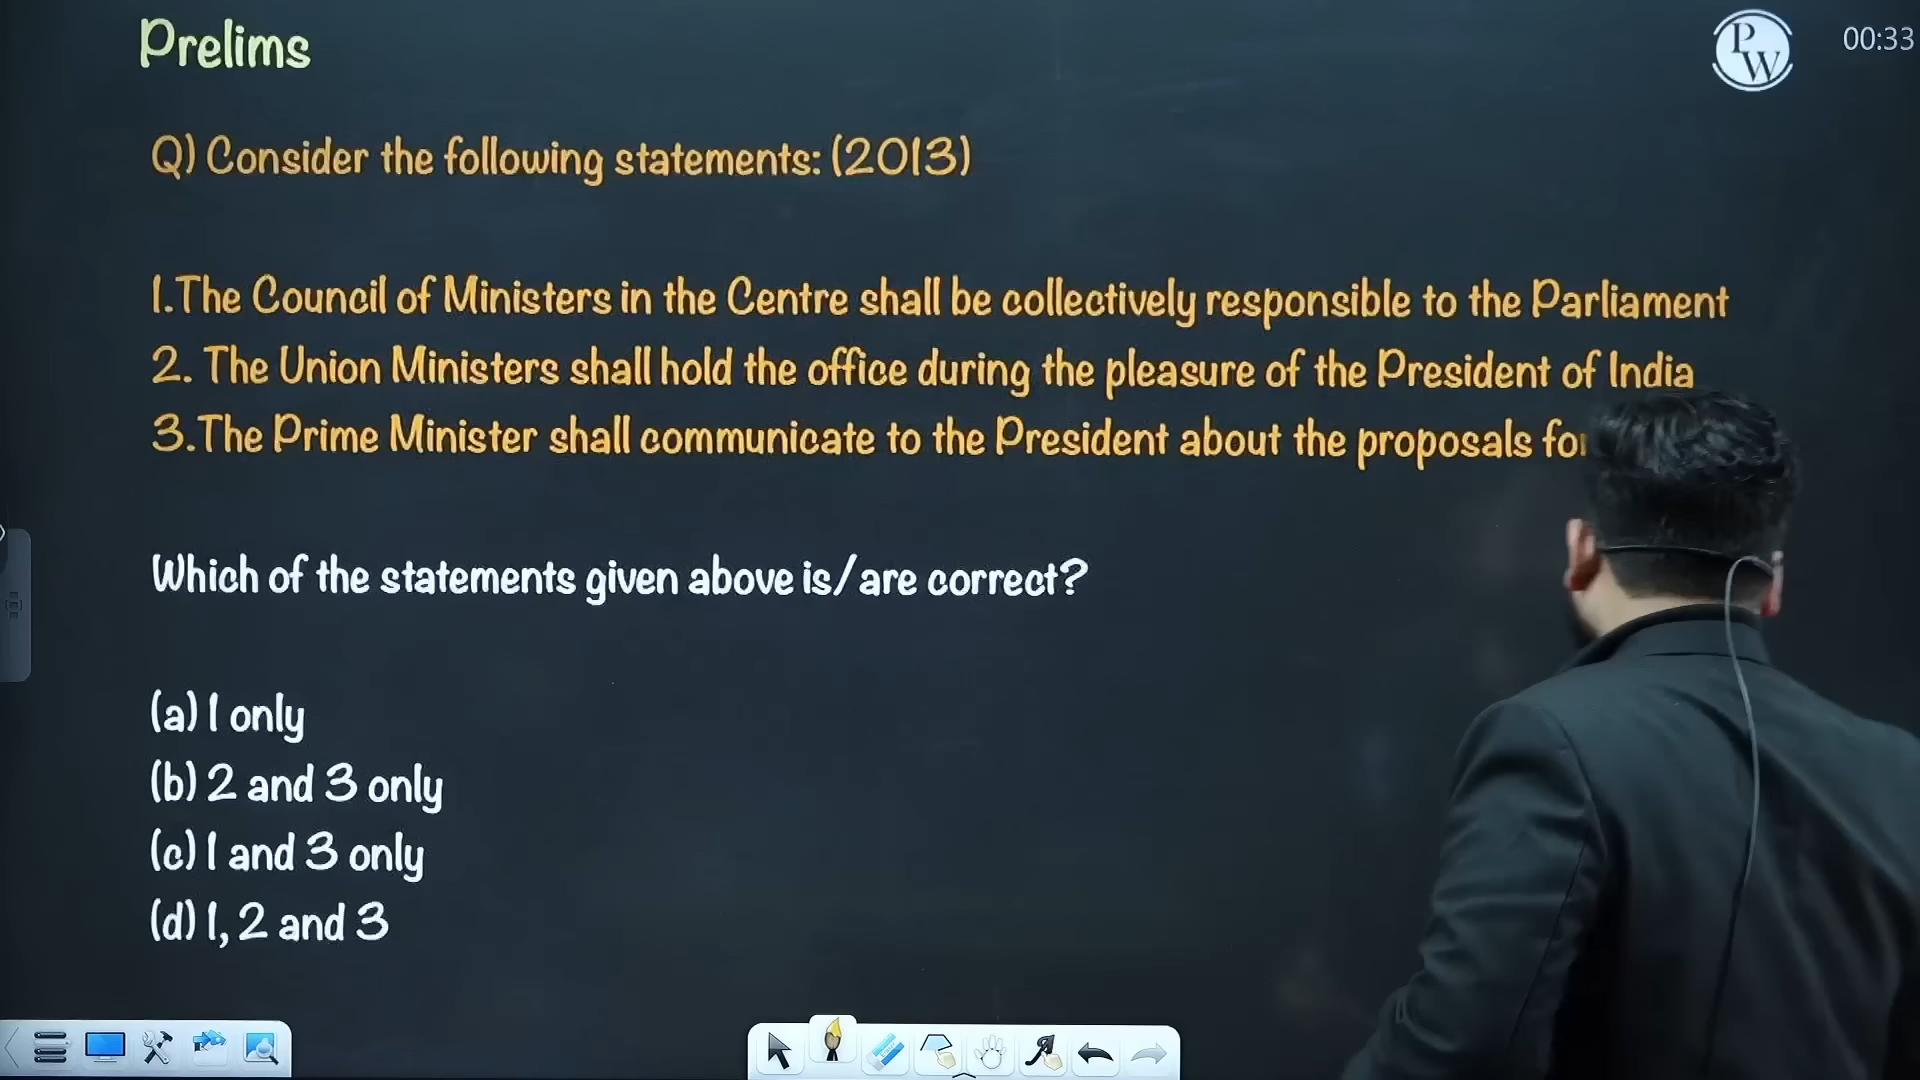 Prelims
P
W
00:33
Q) Consider the following statements: (2013)
1.The Council of Ministers in the Centre shall be collectively responsible to the Parliament
2. The Union Ministers shall hold the office during the pleasure of the President of India
3.The Prime Minister shall communicate to the President about the proposals for
Which of the statements given above is/are correct?
(a) 1 only
(b) 2 and 3 only
(c) 1 and 3 only
(d) 1, 2 and 3